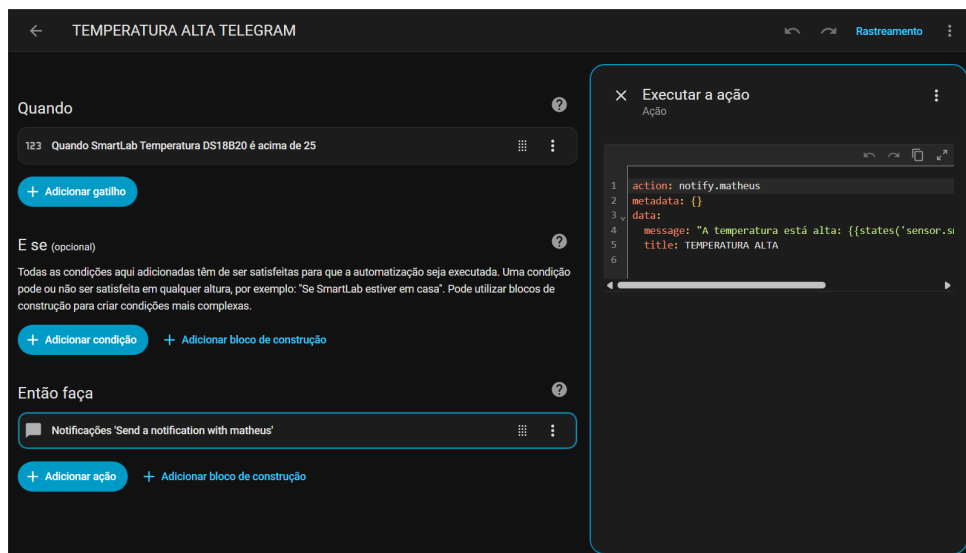 TEMPERATURA ALTA TELEGRAM
Rastreamento
Quando
123 Quando SmartLab Temperatura DS18B20 é acima de 25
+ Adicionar gatilho
E se (opcional)
Todas as condições aqui adicionadas têm de ser satisfeitas para que a automatização seja executada. Uma condição
pode ou não ser satisfeita em qualquer altura, por exemplo: "Se SmartLab estiver em casa". Pode utilizar blocos de
construção para criar condições mais complexas.
+ Adicionar condição + Adicionar bloco de construção
Então faça
Notificações 'Send a notification with matheus'
+ Adicionar ação + Adicionar bloco de construção
Executar a ação
Ação
1 action: notify.matheus
2 metadata: {}
3 data:
4 message: "A temperatura está alta: {{states('sensor.sm
5 title: TEMPERATURA ALTA
6